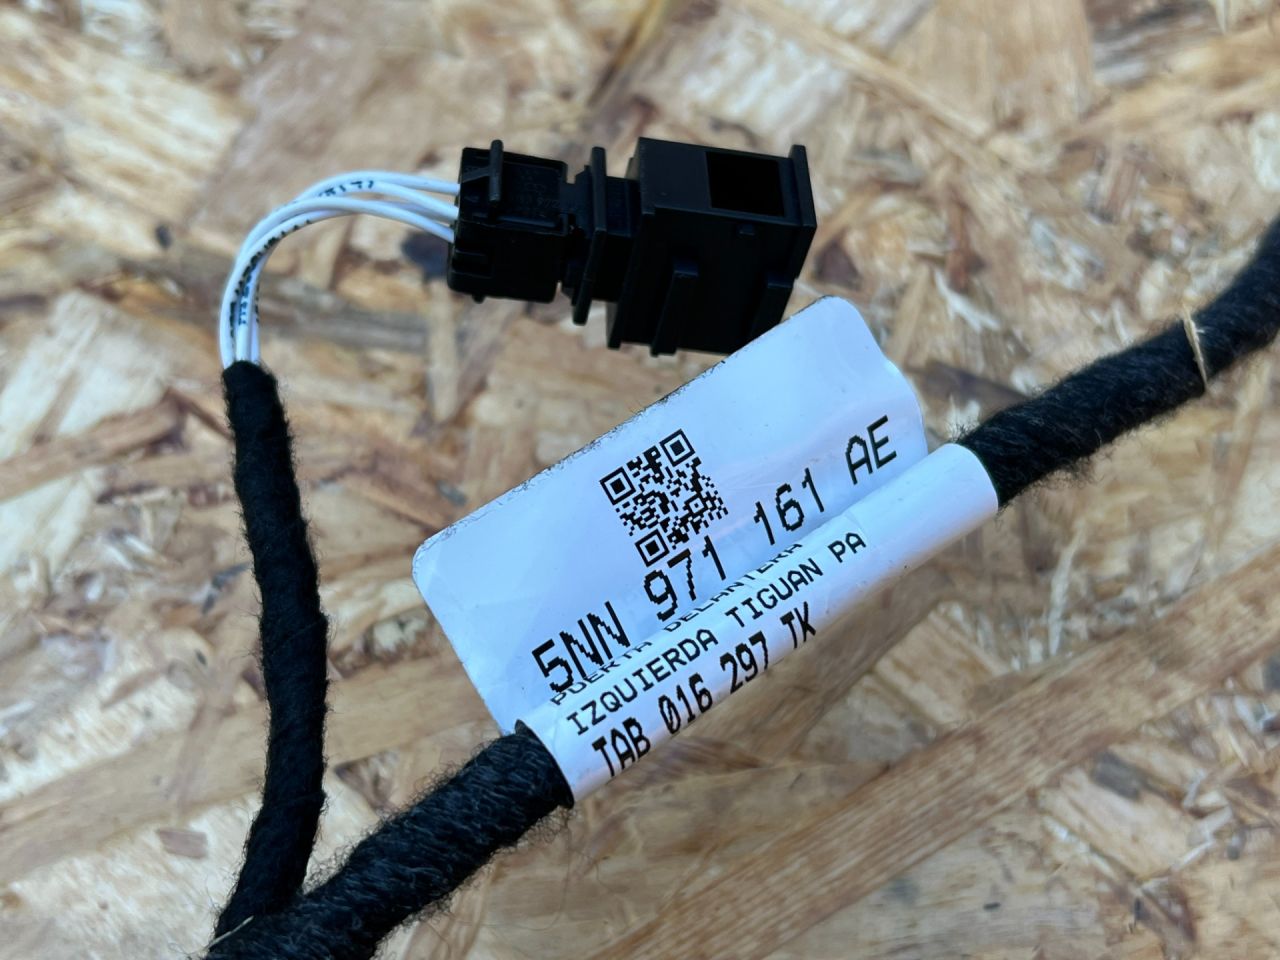 5NN 971 161 AE
PUERTA DELANTERA
IZQUIERDA TIGUAN PA
TAB 016 297 TK